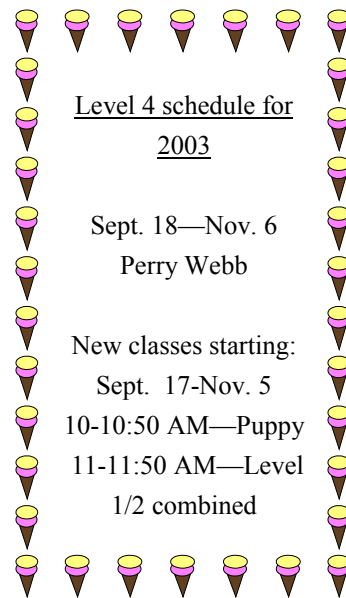 Level 4 schedule for
2003
Sept. 18—Nov. 6
Perry Webb
New classes starting:
Sept. 17-Nov. 5
10-10:50 AM—Puppy
11-11:50 AM—Level
1/2 combined